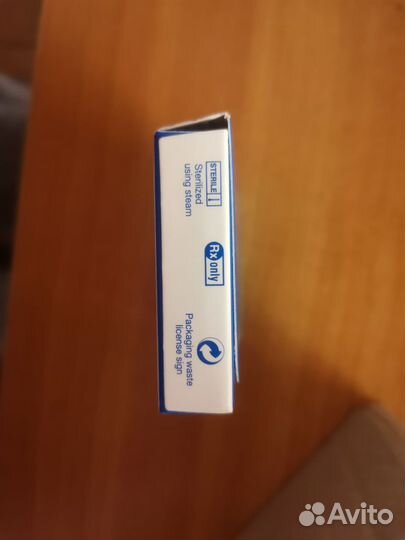 STERILE
Sterilized
using steam
Rx only
Packaging waste
license sign
Avito